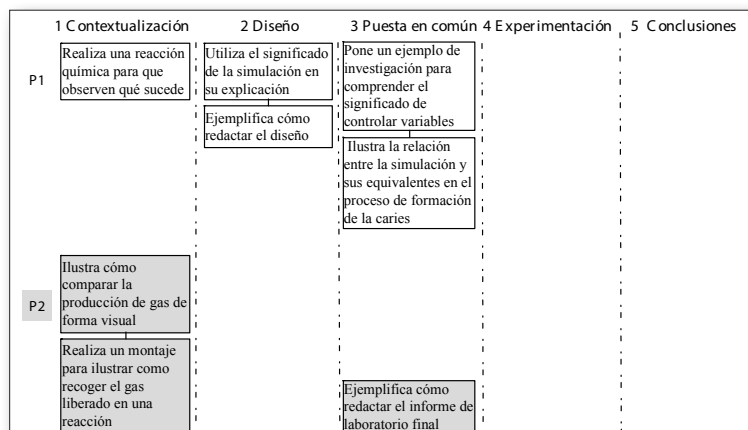 1 Contextualización
2 Diseño
3 Puesta en común
4 Experimentación
5 Conclusiones
P1
Realiza una reacción
química para que
observen qué sucede
Utiliza el significado
de la simulación en
su explicación
Ejemplifica cómo
redactar el diseño
Pone un ejemplo de
investigación para
comprender el
significado de
controlar variables
Ilustra la relación
entre la simulación y
sus equivalentes en el
proceso de formación
de la caries
P2
Ilustra cómo
comparar la
producción de gas de
forma visual
Realiza un montaje
para ilustrar como
recoger el gas
liberado en una
reacción
Ejemplifica cómo
redactar el informe de
laboratorio final